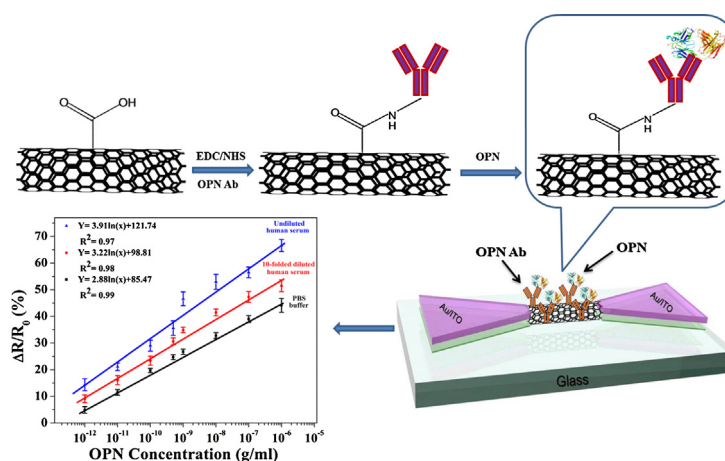 O
OH
EDC/NHS
OPN Ab
O
N
H
OPN
O
N
H
Y= 3.91ln(x)+121.74
R²= 0.97
Y= 3.22ln(x)+98.81
R²= 0.98
Y= 2.88ln(x)+85.47
R²= 0.99
Undiluted
human serum
10-folded diluted
human serum
PBS
buffer
ΔR/R₀ (%)
70
60
50
40
30
20
10
0
10⁻¹² 10⁻¹¹ 10⁻¹⁰ 10⁻⁹ 10⁻⁸ 10⁻⁷ 10⁻⁶ 10⁻⁵
OPN Concentration (g/ml)
OPN Ab
OPN
Au/ITO
Au/ITO
Glass